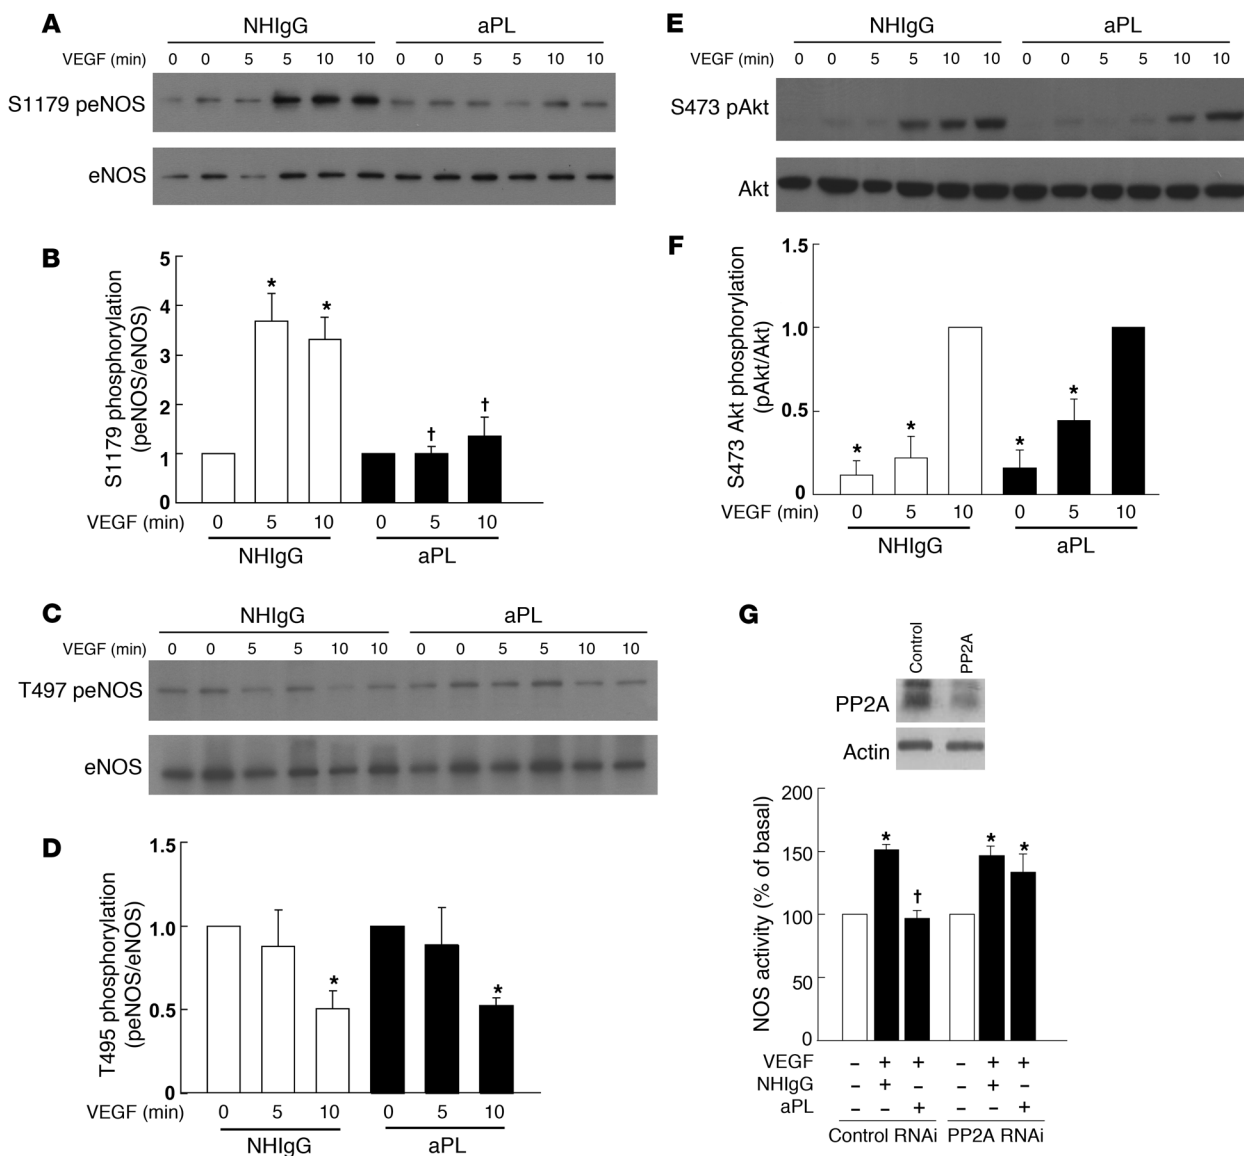 A
NHIgG aPL
VEGF (min) 0 0 5 5 10 10 0 0 5 5 10 10
S1179 peNOS
eNOS
B
S1179 phosphorylation
(peNOS/eNOS)
5
4
3
2
1
0
* * † †
VEGF (min) 0 5 10 0 5 10
NHIgG aPL
C
NHIgG aPL
VEGF (min) 0 0 5 5 10 10 0 0 5 5 10 10
T497 peNOS
eNOS
D
T495 phosphorylation
(peNOS/eNOS)
1.5
1.0
0.5
0
* *
VEGF (min) 0 5 10 0 5 10
NHIgG aPL
E
NHIgG aPL
VEGF (min) 0 0 5 5 10 10 0 0 5 5 10 10
S473 pAkt
Akt
F
S473 Akt phosphorylation
(pAkt/Akt)
1.5
1.0
0.5
0
* * * *
VEGF (min) 0 5 10 0 5 10
NHIgG aPL
G
Control PP2A
PP2A
Actin
NOS activity (% of basal)
200
150
100
50
0
* † * *
VEGF – + + – + +
NHIgG – + – – + –
aPL – – + – – +
Control RNAi PP2A RNAi